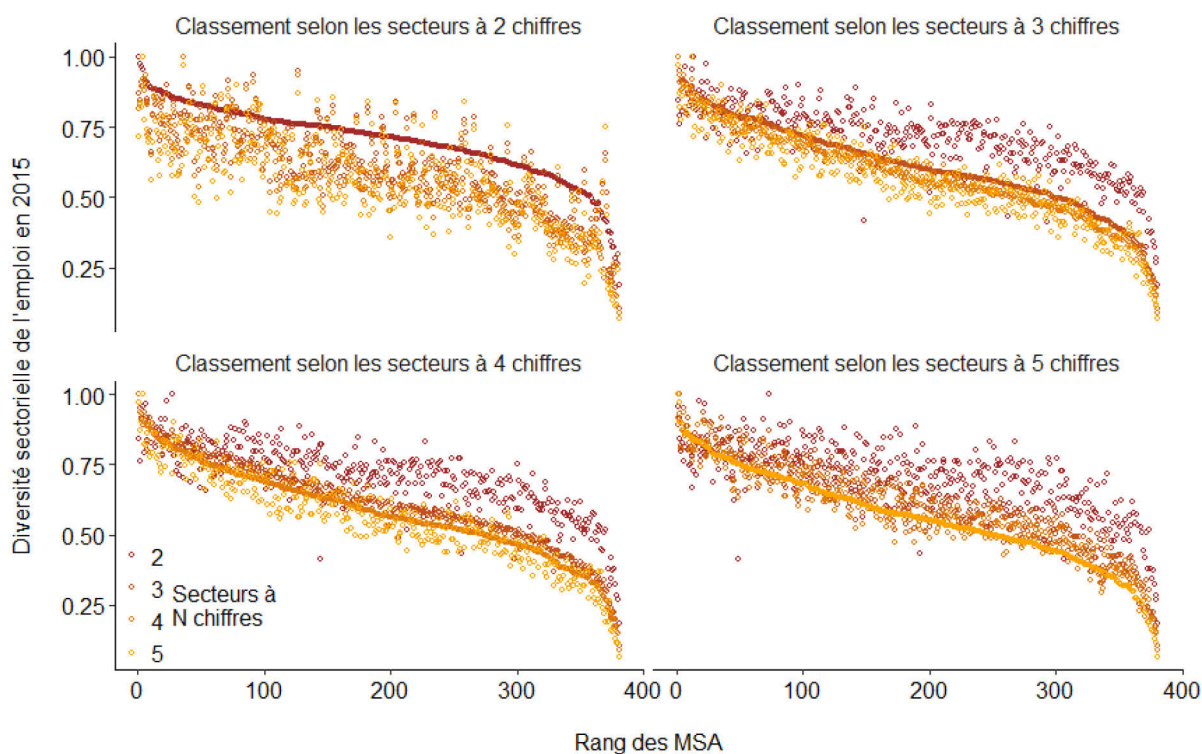 Classement selon les secteurs à 2 chiffres
Classement selon les secteurs à 3 chiffres
1.00
0.75
0.50
0.25
Diversité sectorielle de l'emploi en 2015
Classement selon les secteurs à 4 chiffres
Classement selon les secteurs à 5 chiffres
1.00
0.75
0.50
0.25
2
3
4
5
Secteurs à
N chiffres
0 100 200 300 400
0 100 200 300 400
Rang des MSA